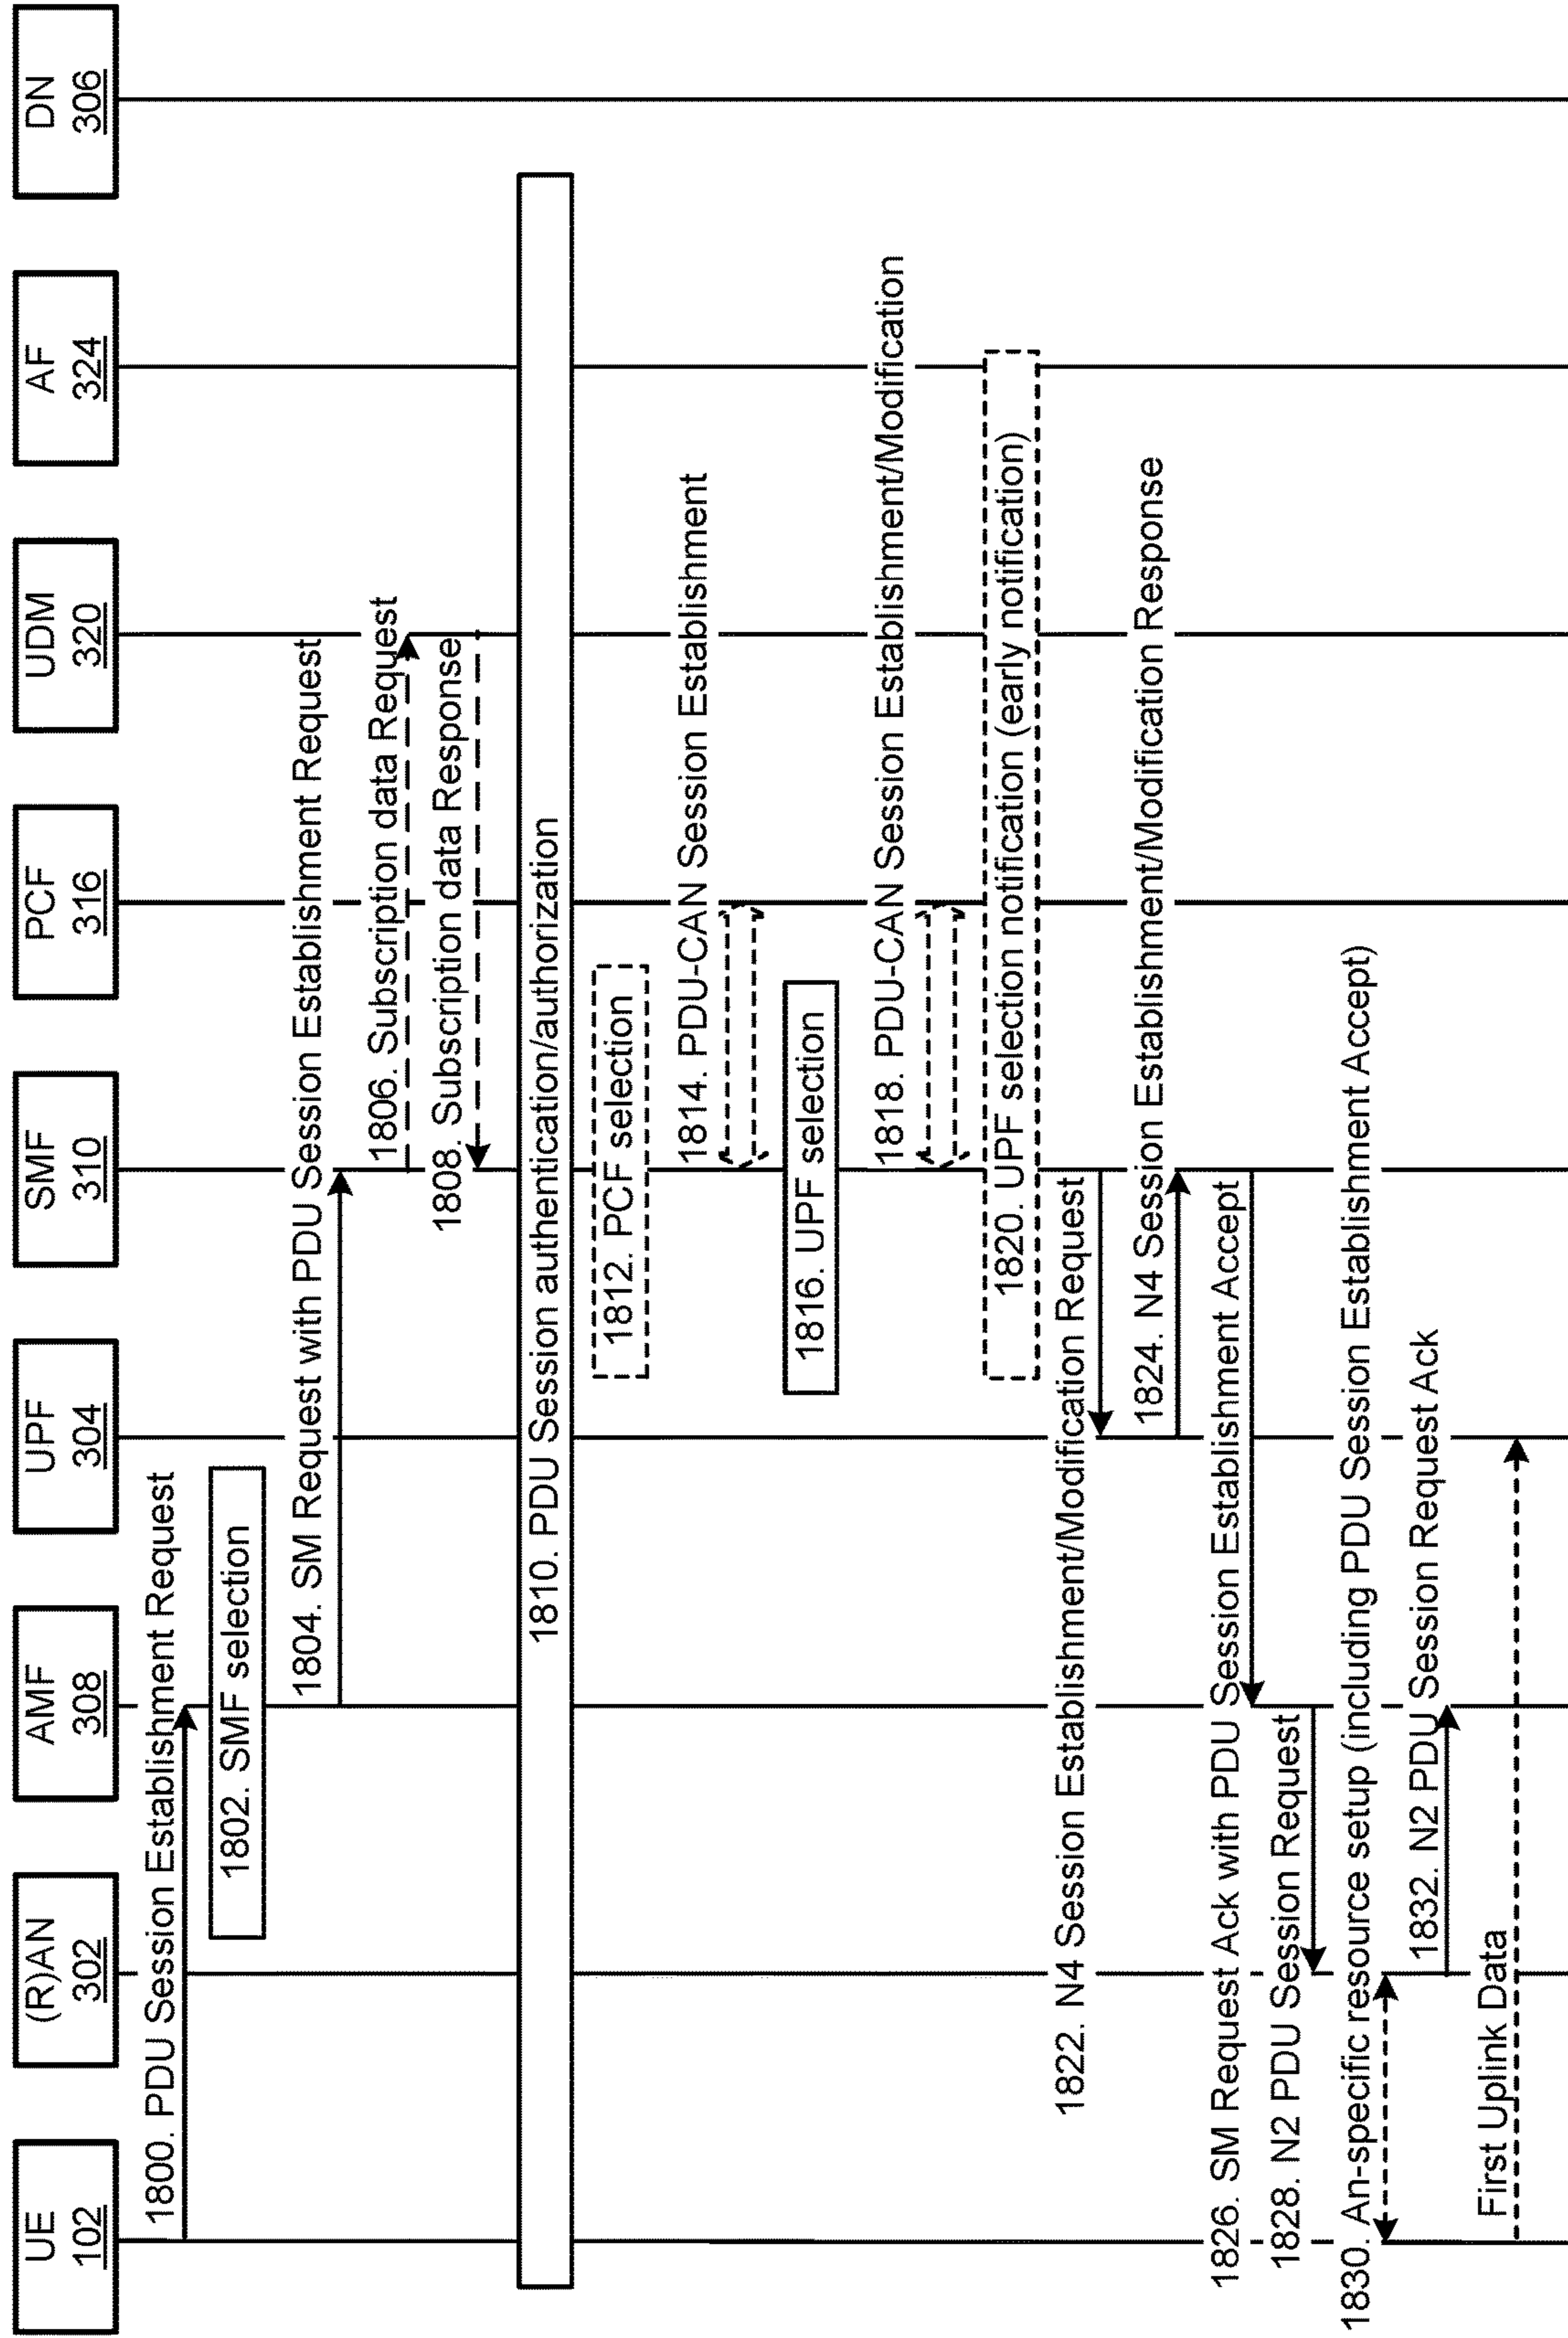 UE
102
(R)AN
302
AMF
308
UPF
304
SMF
310
PCF
316
UDM
320
AF
324
DN
306
1800. PDU Session Establishment Request
1802. SMF selection
1804. SM Request with PDU Session Establishment Request
1806. Subscription data Request
1808. Subscription data Response
1810. PDU Session authentication/authorization
1812. PCF selection
1814. PDU-CAN Session Establishment
1816. UPF selection
1818. PDU-CAN Session Establishment/Modification
1820. UPF selection notification (early notification)
1822. N4 Session Establishment/Modification Request
1824. N4 Session Establishment/Modification Response
1826. SM Request Ack with PDU Session Establishment Accept
1828. N2 PDU Session Request
1830. An-specific resource setup (including PDU Session Establishment Accept)
1832. N2 PDU Session Request Ack
First Uplink Data